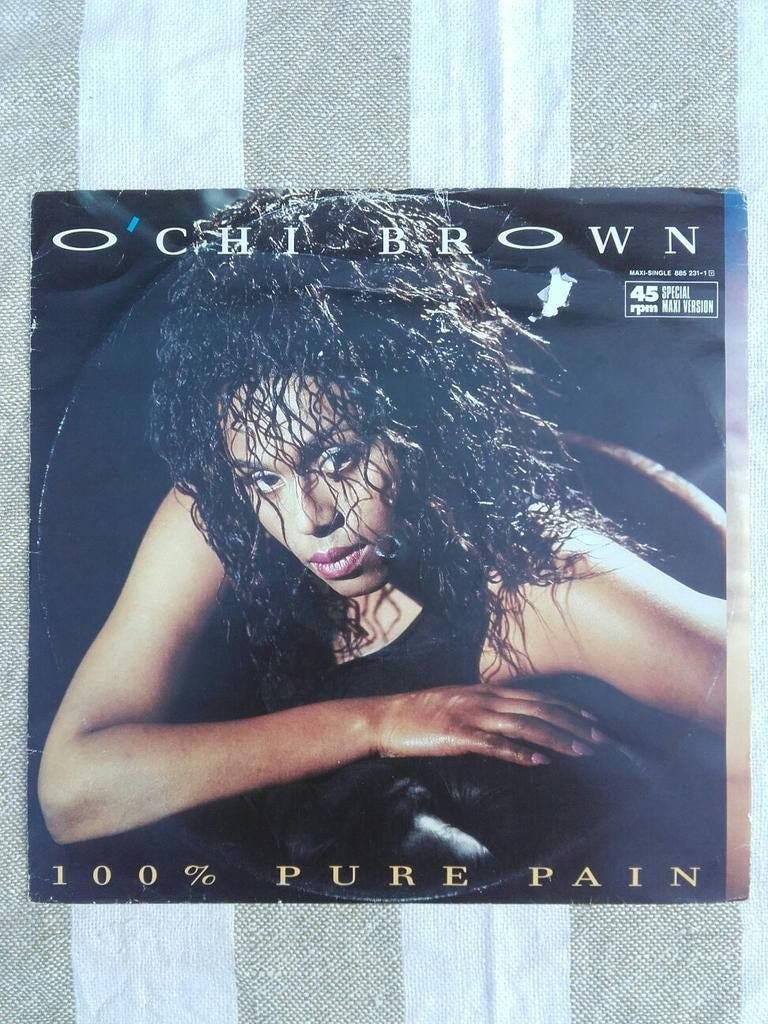 O'CHI BROWN
MAXI-SINGLE 885 231-1
45 rpm SPECIAL MAXI VERSION
100% PURE PAIN